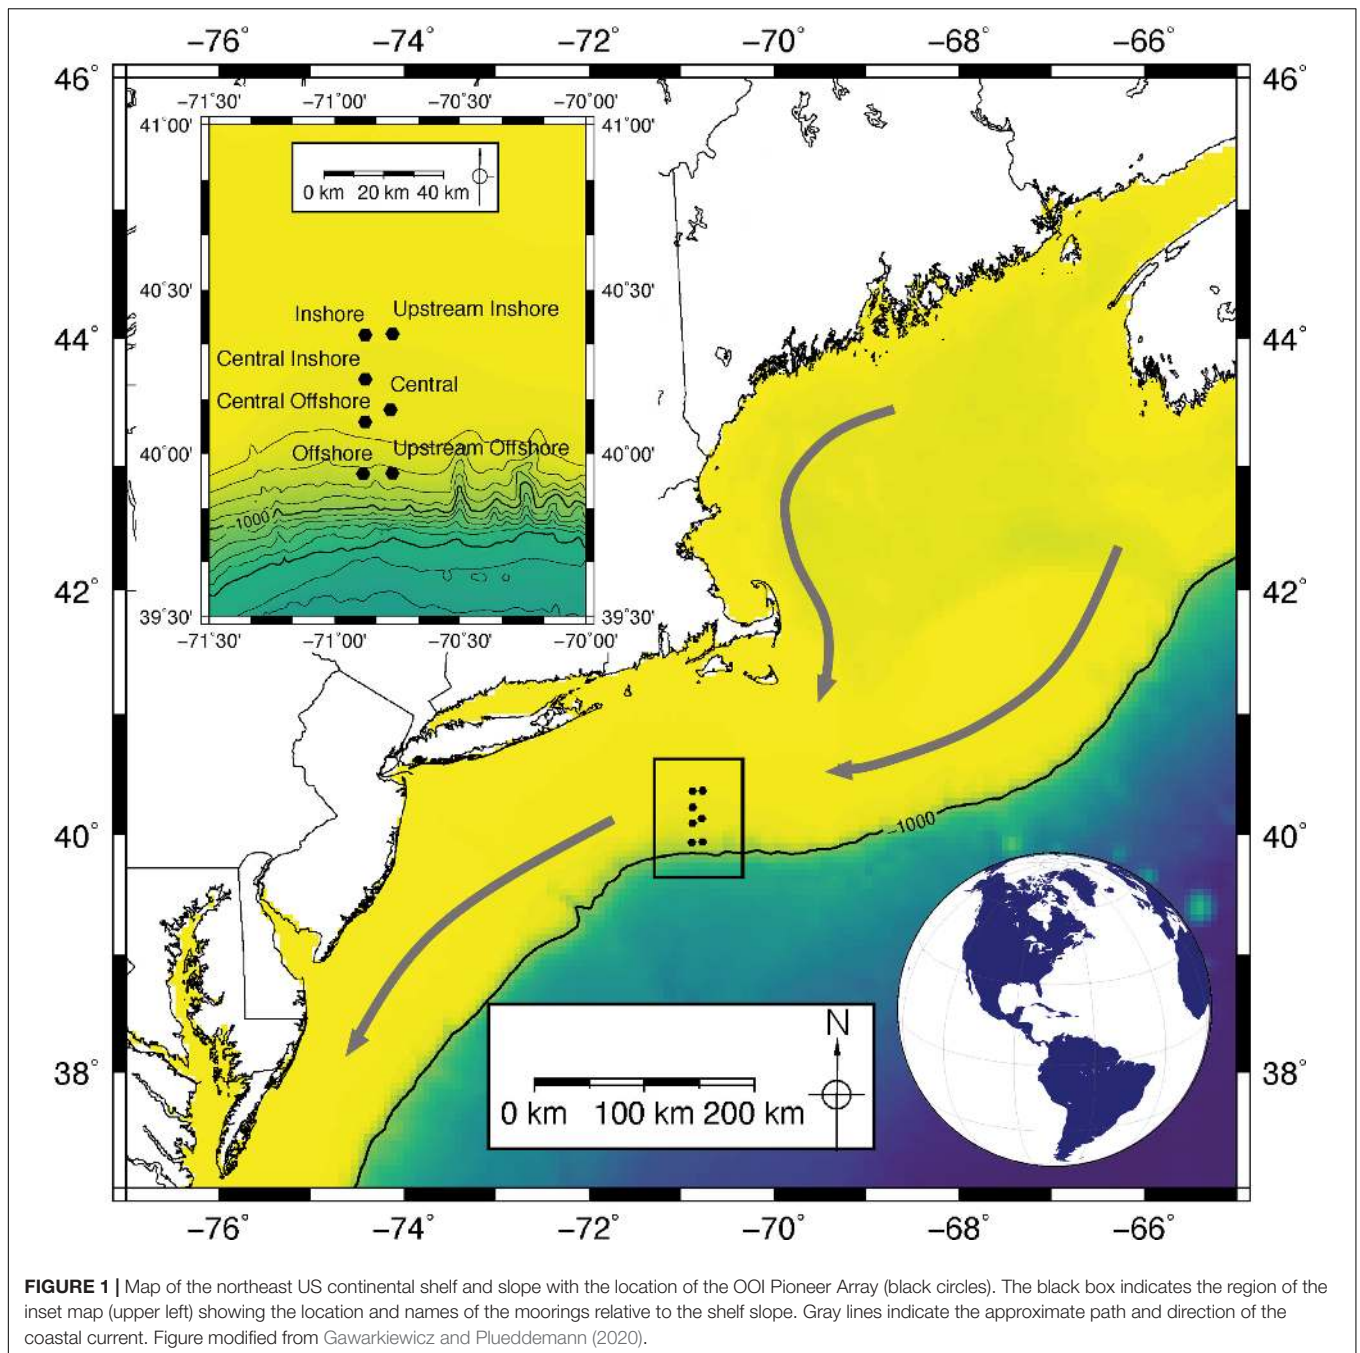 −76° −74° −72° −70° −68° −66°
46° 46°
−71°30' −71°00' −70°30' −70°00'
41°00' 41°00'
0 km 20 km 40 km
40°30' 40°30'
Inshore Upstream Inshore
44° 44°
Central Inshore
Central
Central Offshore
40°00' 40°00'
Offshore Upstream Offshore
−1000
42° 42°
39°30' 39°30'
−71°30' −71°00' −70°30' −70°00'
−1000
40° 40°
N
38° 38°
0 km 100 km 200 km
−76° −74° −72° −70° −68° −66°
FIGURE 1 | Map of the northeast US continental shelf and slope with the location of the OOI Pioneer Array (black circles). The black box indicates the region of the
inset map (upper left) showing the location and names of the moorings relative to the shelf slope. Gray lines indicate the approximate path and direction of the
coastal current. Figure modified from Gawarkiewicz and Plueddemann (2020).